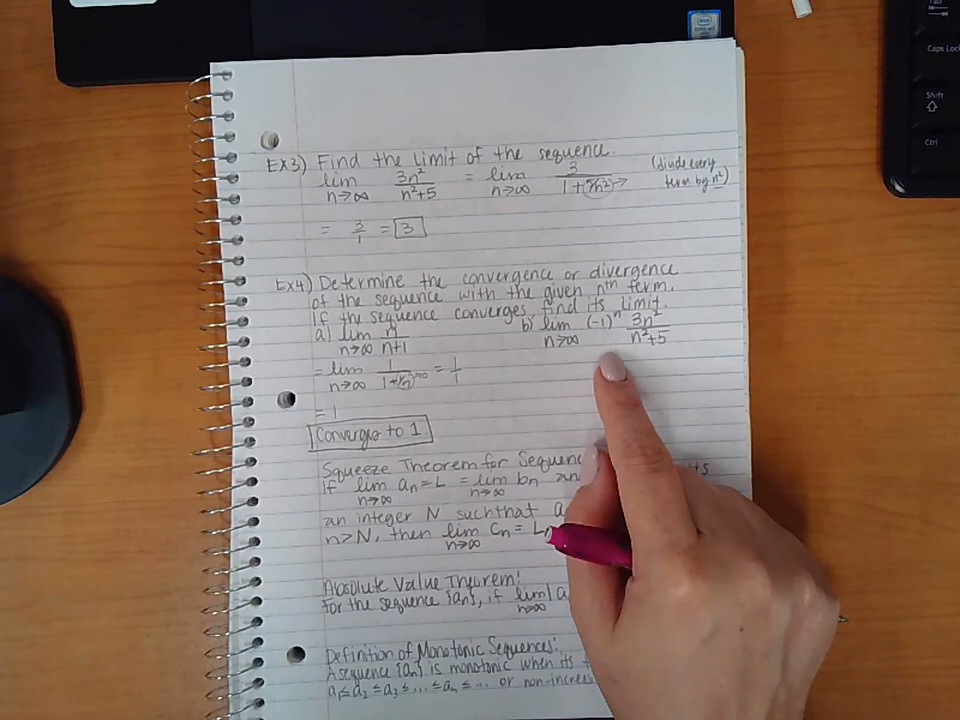 Ex3) Find the limit of the sequence.
lim n→∞ 3n²/n²+5 = lim n→∞ 3/1+5/n² → (divide every term by n²)
= 3/1 = 3
Ex4) Determine the convergence or divergence
of the sequence with the given nth term.
If the sequence converges, find its limit.
a) lim n→∞ n/n+1 b) lim n→∞ (-1)ⁿ 3n²/n²+5
= lim n→∞ 1/1+1/n →0 = 1/1
= 1
Converges to 1.
Squeeze Theorem for
If lim n→∞ aₙ = L = lim n→∞ bₙ
an integer N such that
n>N, then lim n→∞ Cₙ = L
Absolute Value Theorem:
For the sequence {aₙ}, if lim n→∞
Definition of Monotonic Sequences:
A sequence {aₙ} is monotonic when its
a₁≤a₂≤a₃≤...≤aₙ≤... or
Caps Lock
Shift
Ctrl